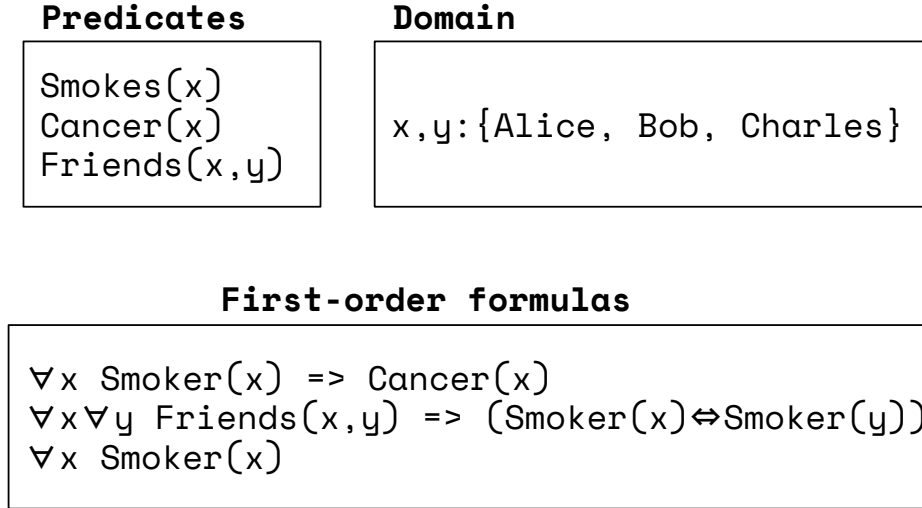 Predicates
Domain
Smokes(x)
Cancer(x)
Friends(x,y)
x,y:{Alice, Bob, Charles}
First-order formulas
∀x Smoker(x) => Cancer(x)
∀x∀y Friends(x,y) => (Smoker(x)⇔Smoker(y))
∀x Smoker(x)